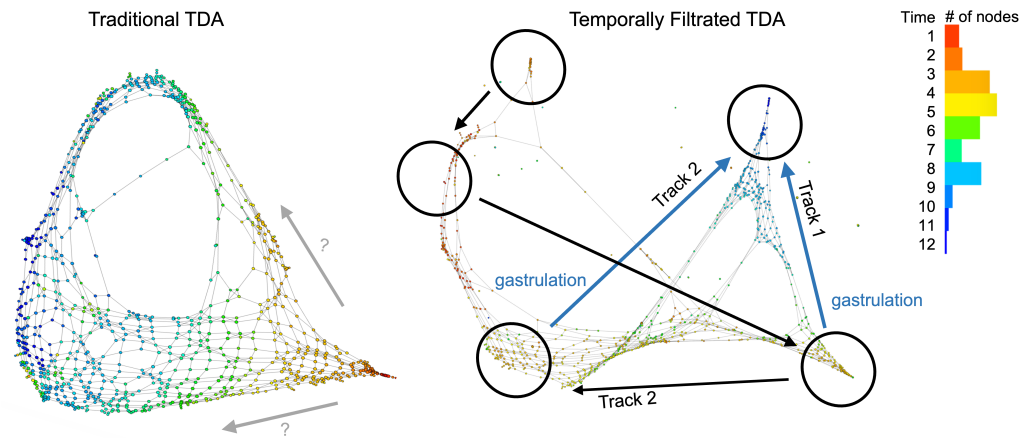 Traditional TDA
Temporally Filtrated TDA
Time # of nodes
1
2
3
4
5
6
7
8
9
10
11
12
Track 2
Track 1
gastrulation
gastrulation
Track 2
?
?